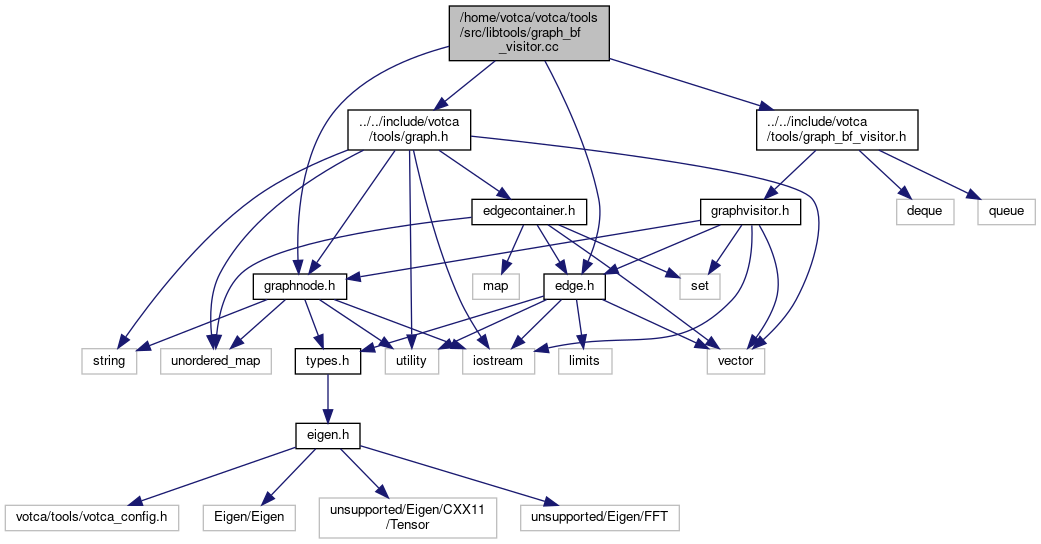 /home/votca/votca/tools
/src/libtools/graph_bf
_visitor.cc
../../include/votca
/tools/graph.h
../../include/votca
/tools/graph_bf_visitor.h
edgecontainer.h
graphvisitor.h
deque
queue
graphnode.h
map
edge.h
set
string
unordered_map
types.h
utility
iostream
limits
vector
eigen.h
votca/tools/votca_config.h
Eigen/Eigen
unsupported/Eigen/CXX11
/Tensor
unsupported/Eigen/FFT